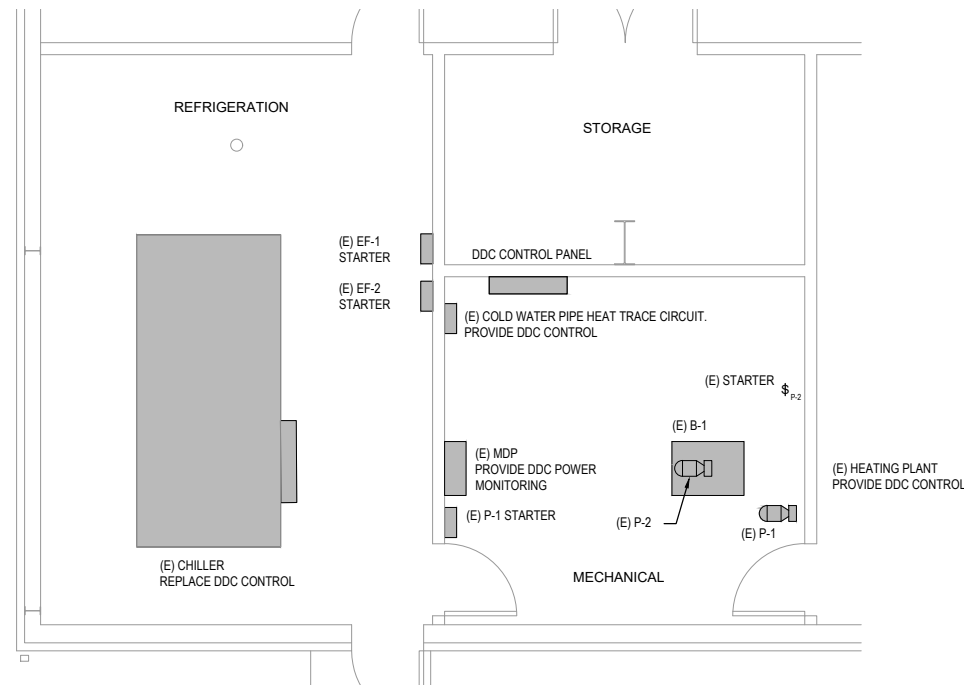 REFRIGERATION
STORAGE
(E) EF-1
STARTER
DDC CONTROL PANEL
(E) EF-2
STARTER
(E) COLD WATER PIPE HEAT TRACE CIRCUIT.
PROVIDE DDC CONTROL
(E) STARTER
$
P-2
(E) B-1
(E) MDP
PROVIDE DDC POWER
MONITORING
(E) HEATING PLANT
PROVIDE DDC CONTROL
(E) P-1 STARTER
(E) P-2
(E) P-1
(E) CHILLER
REPLACE DDC CONTROL
MECHANICAL